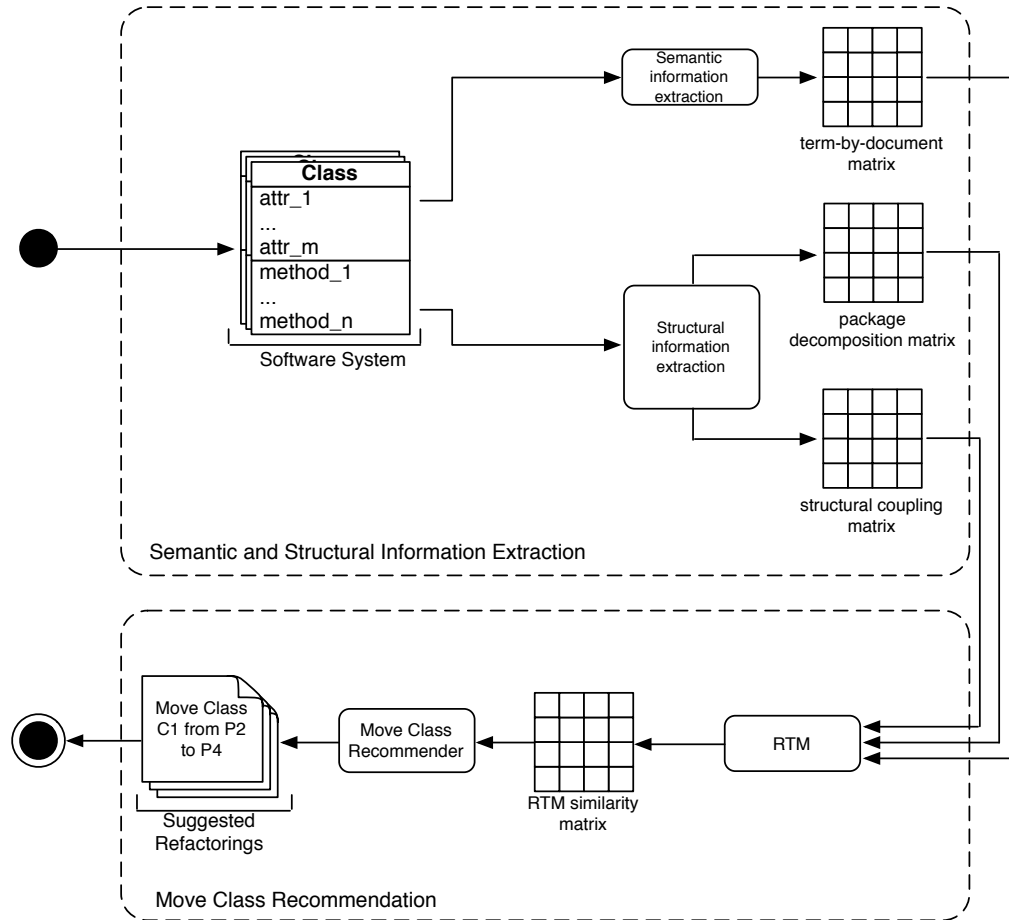 Semantic
information
extraction
term-by-document
matrix
Class
attr_1
...
attr_m
method_1
...
method_n
Software System
Structural
information
extraction
package
decomposition matrix
structural coupling
matrix
Semantic and Structural Information Extraction
Move Class
C1 from P2
to P4
Suggested
Refactorings
Move Class
Recommender
RTM similarity
matrix
RTM
Move Class Recommendation